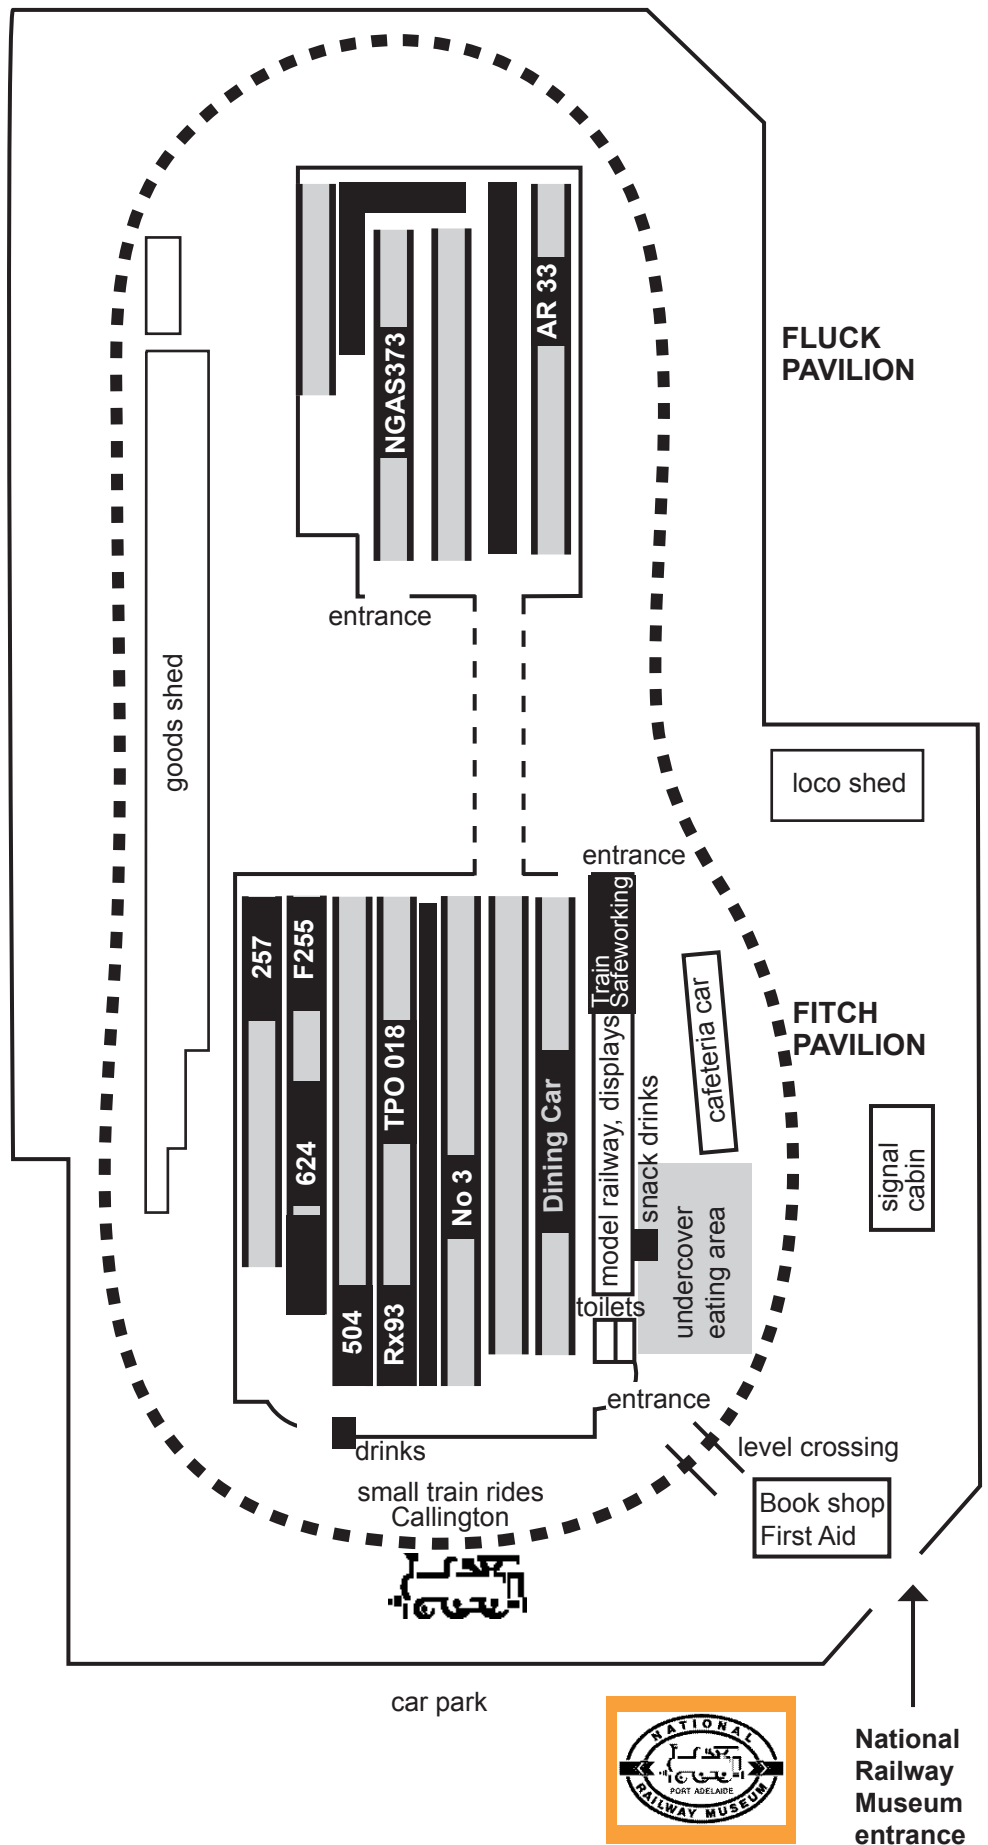 AR 33
NGAS373
FLUCK
PAVILION
entrance
goods shed
loco shed
entrance
257
F255
624
504
TPO 018
Rx93
No 3
Dining Car
Train
Safeworking
model railway, displays
snack drinks
cafeteria car
FITCH
PAVILION
signal
cabin
undercover
eating area
toilets
entrance
drinks
level crossing
small train rides
Callington
Book shop
First Aid
car park
NATIONAL
PORT ADELAIDE
RAILWAY MUSEUM
National
Railway
Museum
entrance